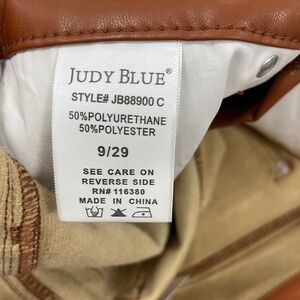 JUDY BLUE®
STYLE# JB88900 C
50%POLYURETHANE
50%POLYESTER
9/29
SEE CARE ON
REVERSE SIDE
RN# 116380
MADE IN CHINA